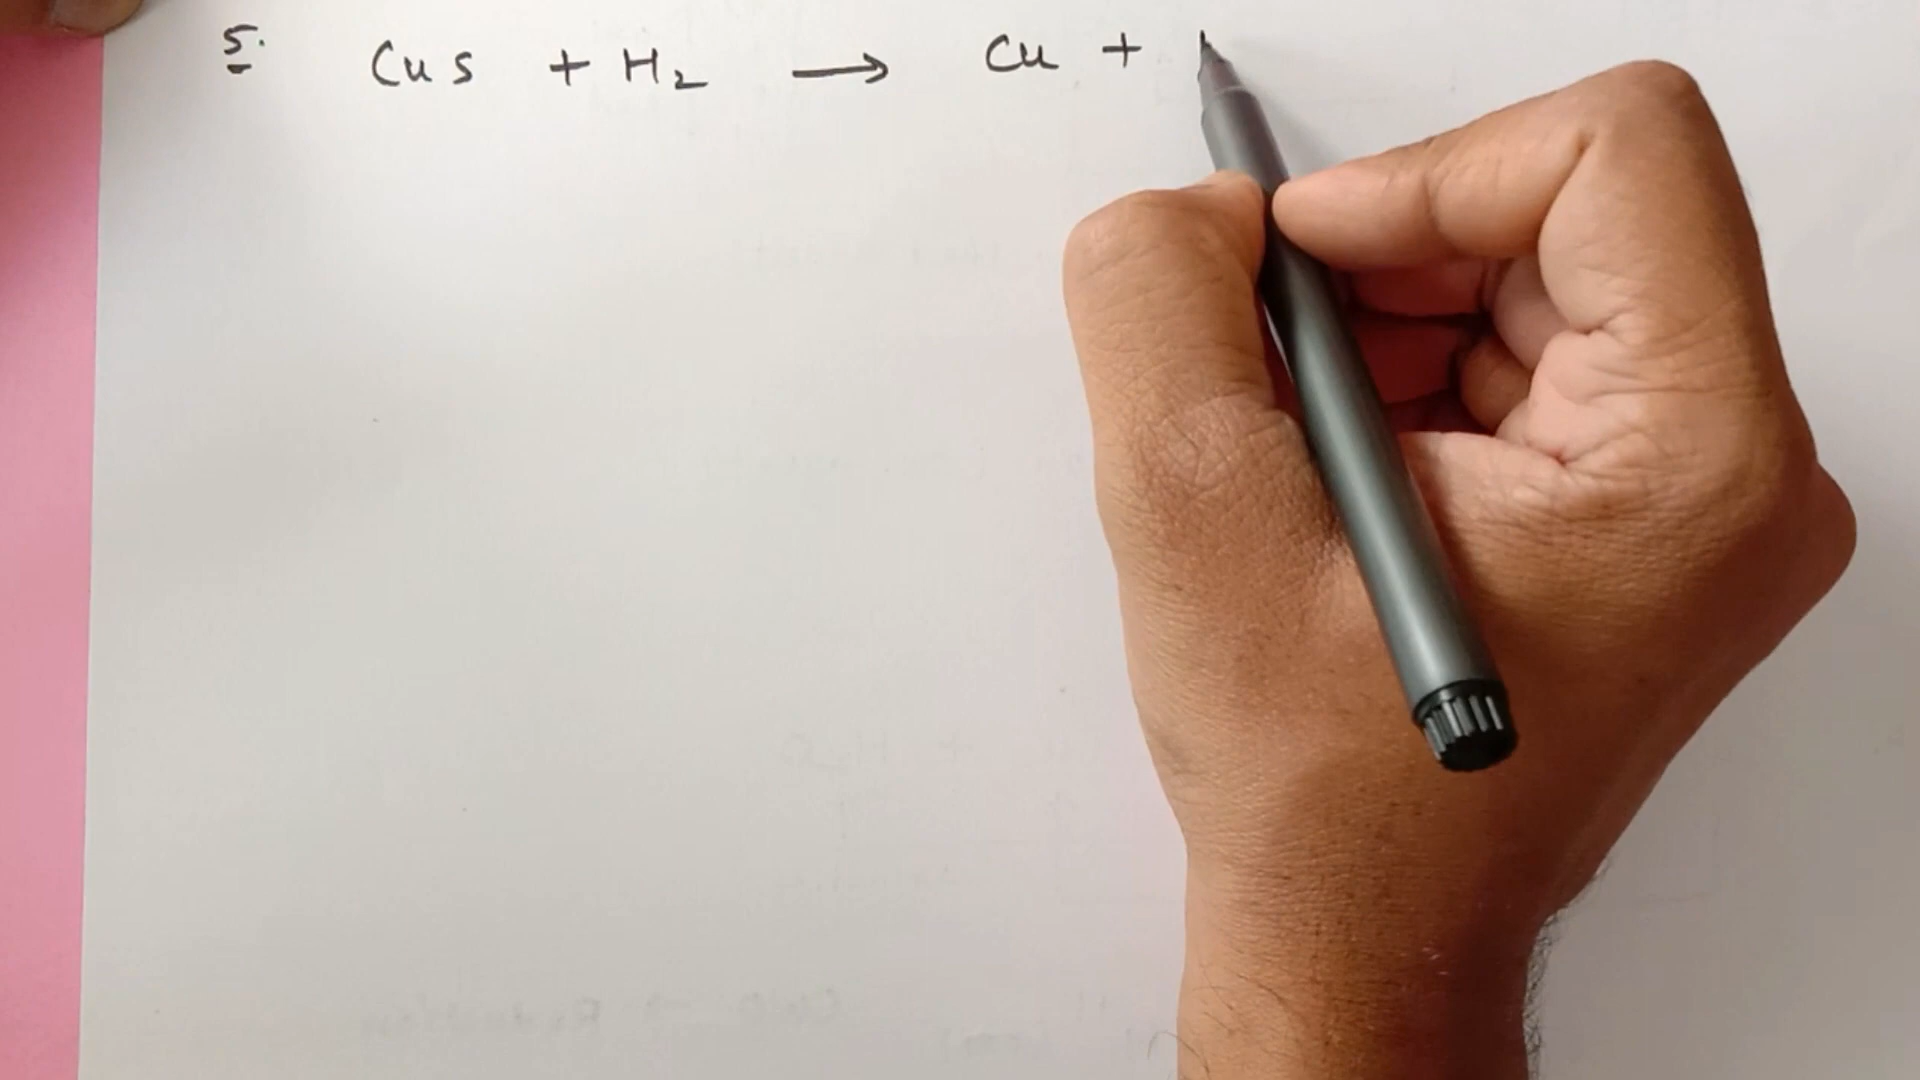 5. CuS + H₂ → Cu +